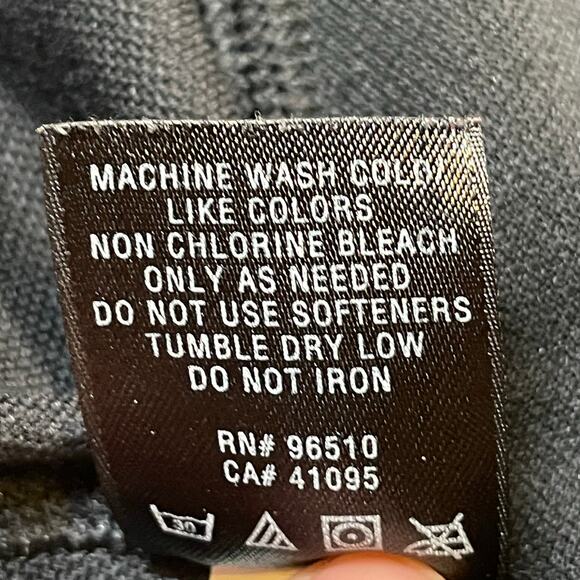 MACHINE WASH COLD/
LIKE COLORS
NON CHLORINE BLEACH
ONLY AS NEEDED
DO NOT USE SOFTENERS
TUMBLE DRY LOW
DO NOT IRON
RN# 96510
CA# 41095
30